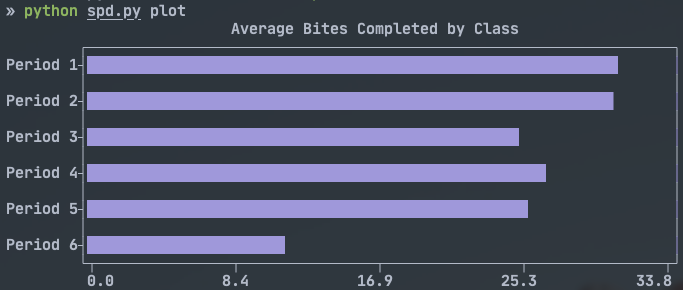 » python spd.py plot
Average Bites Completed by Class
Period 1
Period 2
Period 3
Period 4
Period 5
Period 6
0.0 8.4 16.9 25.3 33.8